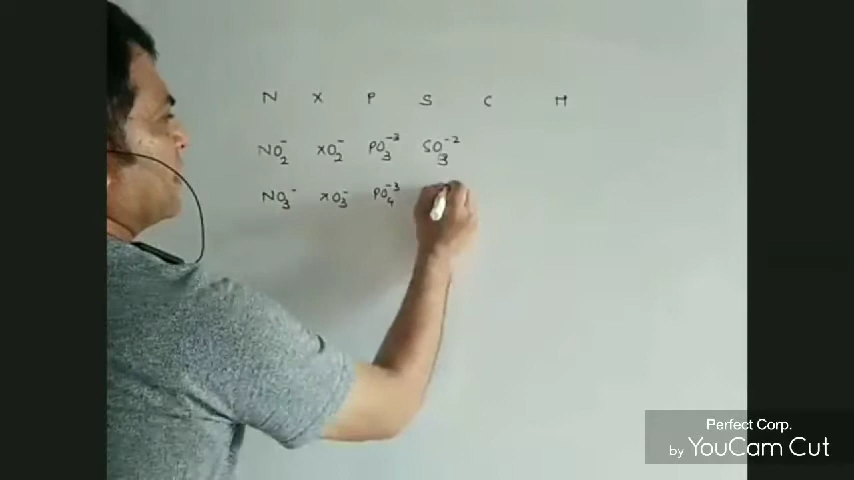 N X P S C H
NO₂⁻ XO₂⁻ PO₃⁻³ SO₃⁻²
NO₃⁻ XO₃⁻ PO₄⁻³
Perfect Corp.
by YouCam Cut